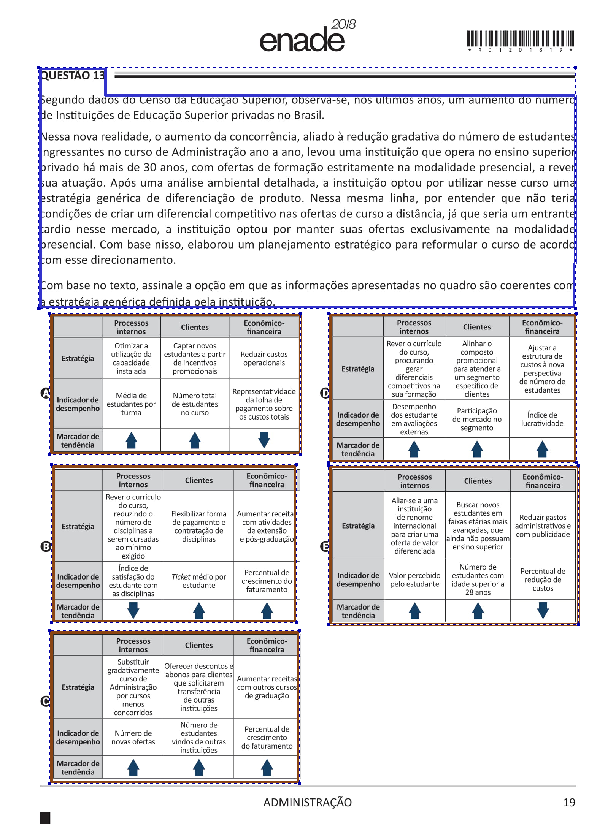 enade2018
QUESTÃO 13
Segundo dados do Censo da Educação Superior, observa-se, nos últimos anos, um aumento do número
de Instituições de Educação Superior privadas no Brasil.
Nessa nova realidade, o aumento da concorrência, aliado à redução gradativa do número de estudantes
ingressantes no curso de Administração ano a ano, levou uma instituição que opera no ensino superior
privado há mais de 30 anos, com ofertas de formação estritamente na modalidade presencial, a rever
sua atuação. Após uma análise ambiental detalhada, a instituição optou por utilizar nesse curso uma
estratégia genérica de diferenciação de produto. Nessa mesma linha, por entender que não teria
condições de criar um diferencial competitivo nas ofertas de curso a distância, já que seria um entrante
tardio nesse mercado, a instituição optou por manter suas ofertas exclusivamente na modalidade
presencial. Com base nisso, elaborou um planejamento estratégico para reformular o curso de acordo
com esse direcionamento.
Com base no texto, assinale a opção em que as informações apresentadas no quadro são coerentes com
a estratégia genérica definida pela instituição.
A
Processos
internos
Clientes
Econômico-
financeira
Estratégia
Otimizar a
utilização da
capacidade
instalada
Captar novos
estudantes a partir
de incentivos
promocionais
Reduzir custos
operacionais
Indicador de
desempenho
Média de
estudantes por
turma
Número total
de estudantes
no curso
Representatividade
da folha de
pagamento sobre
os custos totais
Marcador de
tendência
B
Processos
internos
Clientes
Econômico-
financeira
Estratégia
Rever o currículo
do curso,
reduzindo o
número de
disciplinas a
serem cursadas
ao mínimo
exigido
Flexibilizar forma
de pagamento e
contratação de
disciplinas
Aumentar receita
com atividades
de extensão
e pós-graduação
Indicador de
desempenho
Índice de
satisfação do
estudante com
as disciplinas
Ticket médio por
estudante
Percentual de
crescimento do
faturamento
Marcador de
tendência
C
Processos
internos
Clientes
Econômico-
financeira
Estratégia
Substituir
gradativamente
curso de
Administração
por cursos
menos
concorridos
Oferecer descontos e
abonos para clientes
que solicitarem
transferência
de outras
instituições
Aumentar receitas
com outros cursos
de graduação
Indicador de
desempenho
Número de
novas ofertas
Número de
estudantes
vindos de outras
instituições
Percentual de
crescimento
do faturamento
Marcador de
tendência
D
Processos
internos
Clientes
Econômico-
financeira
Estratégia
Rever o currículo
do curso,
procurando
gerar
diferenciais
competitivos na
sua formação
Alinhar o
composto
promocional
para atender a
um segmento
específico de
clientes
Ajustar a
estrutura de
custos à nova
perspectiva
do número de
estudantes
Indicador de
desempenho
Desempenho
dos estudante
em avaliações
externas
Participação
de mercado no
segmento
Índice de
lucratividade
Marcador de
tendência
E
Processos
internos
Clientes
Econômico-
financeira
Estratégia
Aliar-se a uma
instituição
de renome
internacional
para criar uma
oferta de valor
diferenciada
Buscar novos
estudantes em
faixas etárias mais
avançadas, que
ainda não possuam
ensino superior
Reduzir gastos
administrativos e
com publicidade
Indicador de
desempenho
Valor percebido
pelo estudante
Número de
estudantes com
idade superior a
28 anos
Percentual de
redução de
custos
Marcador de
tendência
ADMINISTRAÇÃO
19